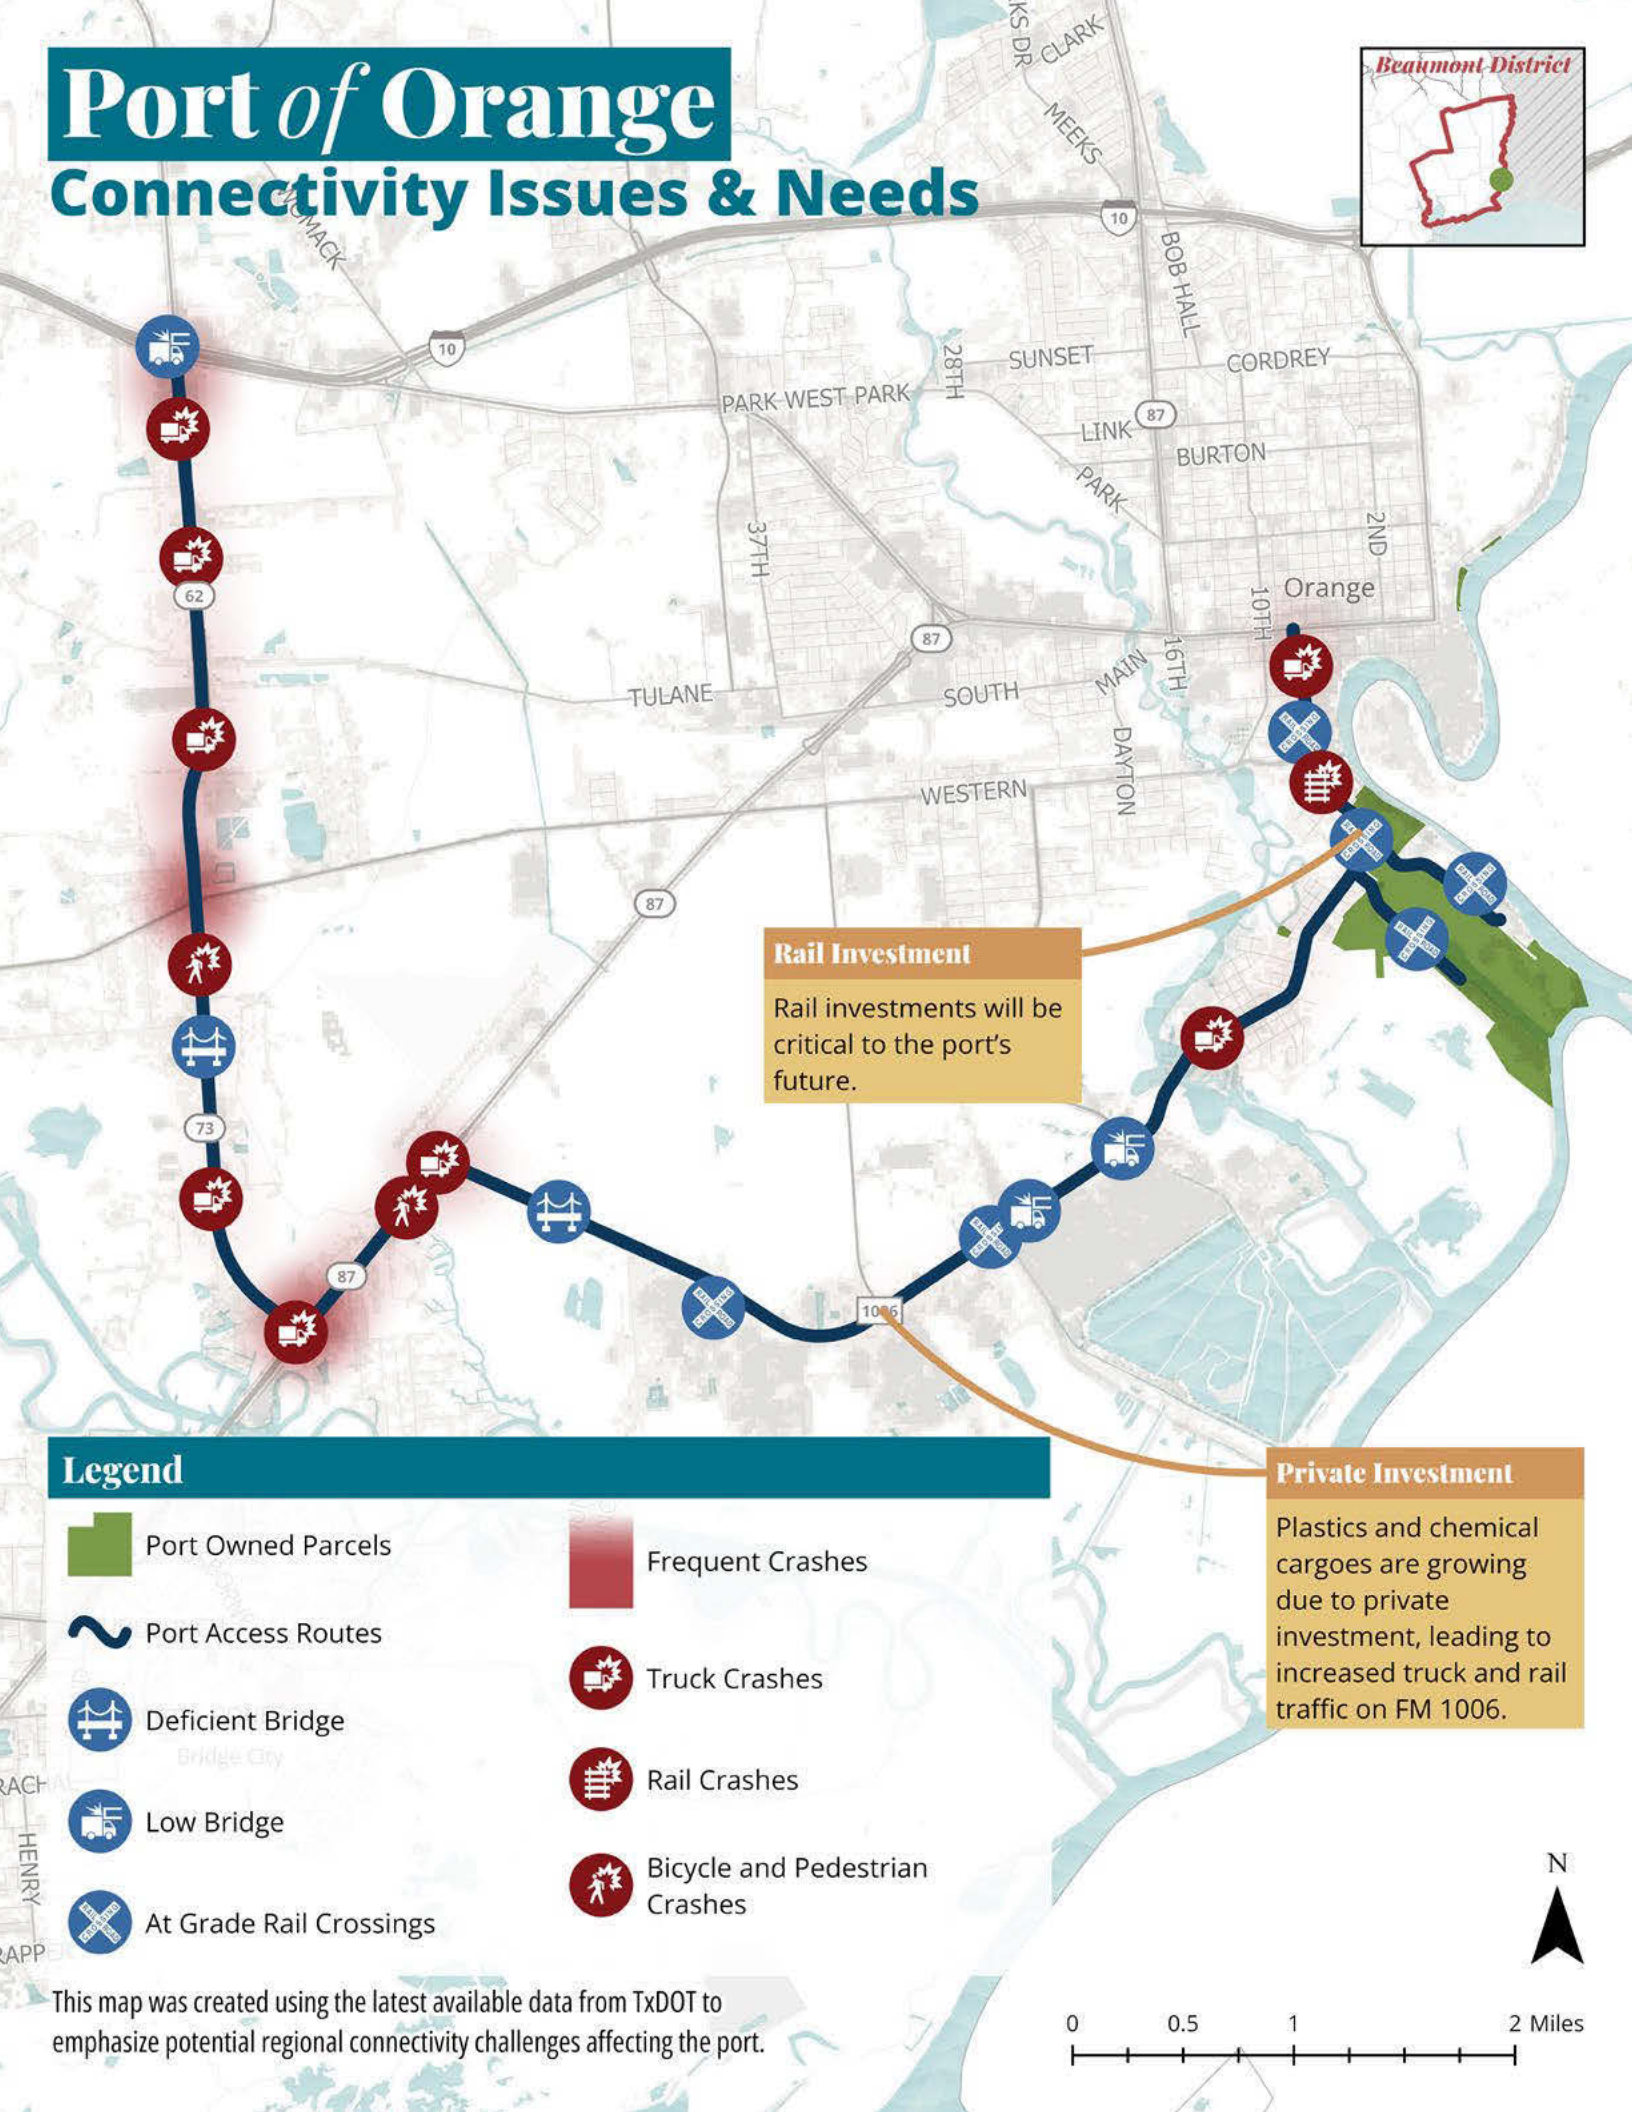 Port of Orange
Connectivity Issues & Needs
Beaumont District
KS DR
CLARK
MEEKS
WOMACK
10
BOB HALL
10
28TH
SUNSET
CORDREY
PARK WEST PARK
87
LINK
BURTON
PARK
37TH
2ND
62
10TH
Orange
87
16TH
MAIN
TULANE
SOUTH
DAYTON
WESTERN
87
Rail Investment
Rail investments will be
critical to the port's
future.
73
87
Private Investment
Plastics and chemical
cargoes are growing
due to private
investment, leading to
increased truck and rail
traffic on FM 1006.
Legend
Port Owned Parcels
Port Access Routes
Deficient Bridge
Bridge City
Low Bridge
At Grade Rail Crossings
Frequent Crashes
Truck Crashes
Rail Crashes
Bicycle and Pedestrian
Crashes
HENRY
N
This map was created using the latest available data from TxDOT to
emphasize potential regional connectivity challenges affecting the port.
0 0.5 1 2 Miles